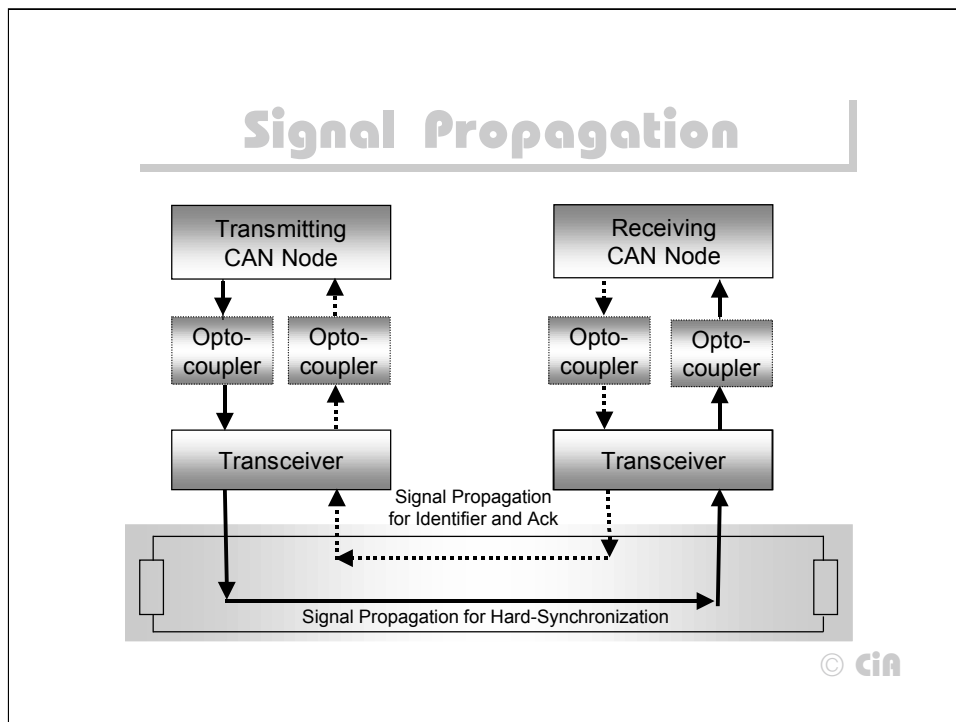 Signal Propagation
Transmitting
CAN Node
Receiving
CAN Node
Opto-
coupler
Opto-
coupler
Opto-
coupler
Opto-
coupler
Transceiver
Transceiver
Signal Propagation
for Identifier and Ack
Signal Propagation for Hard-Synchronization
© CiA